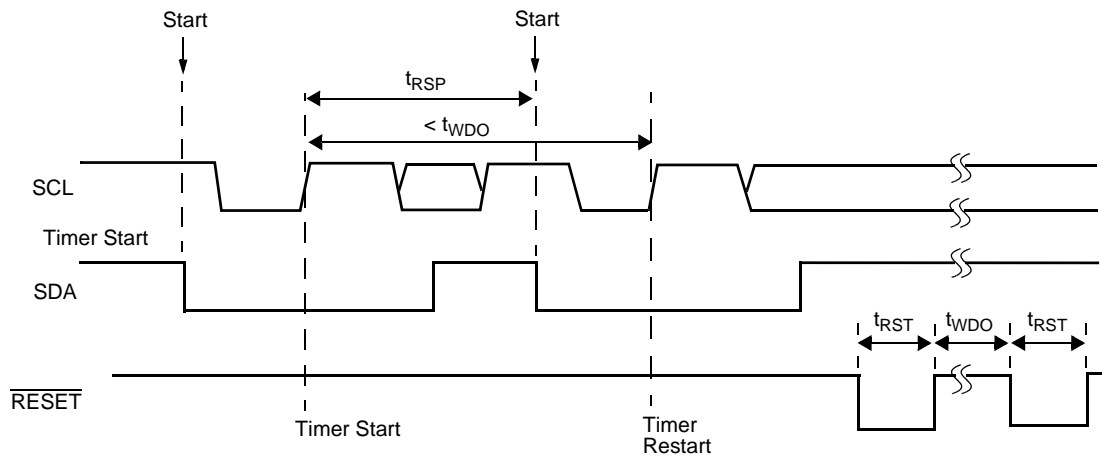 Start
Start
tRSP
< tWDO
SCL
Timer Start
SDA
tRST
tWDO
tRST
RESET
Timer Start
Timer
Restart